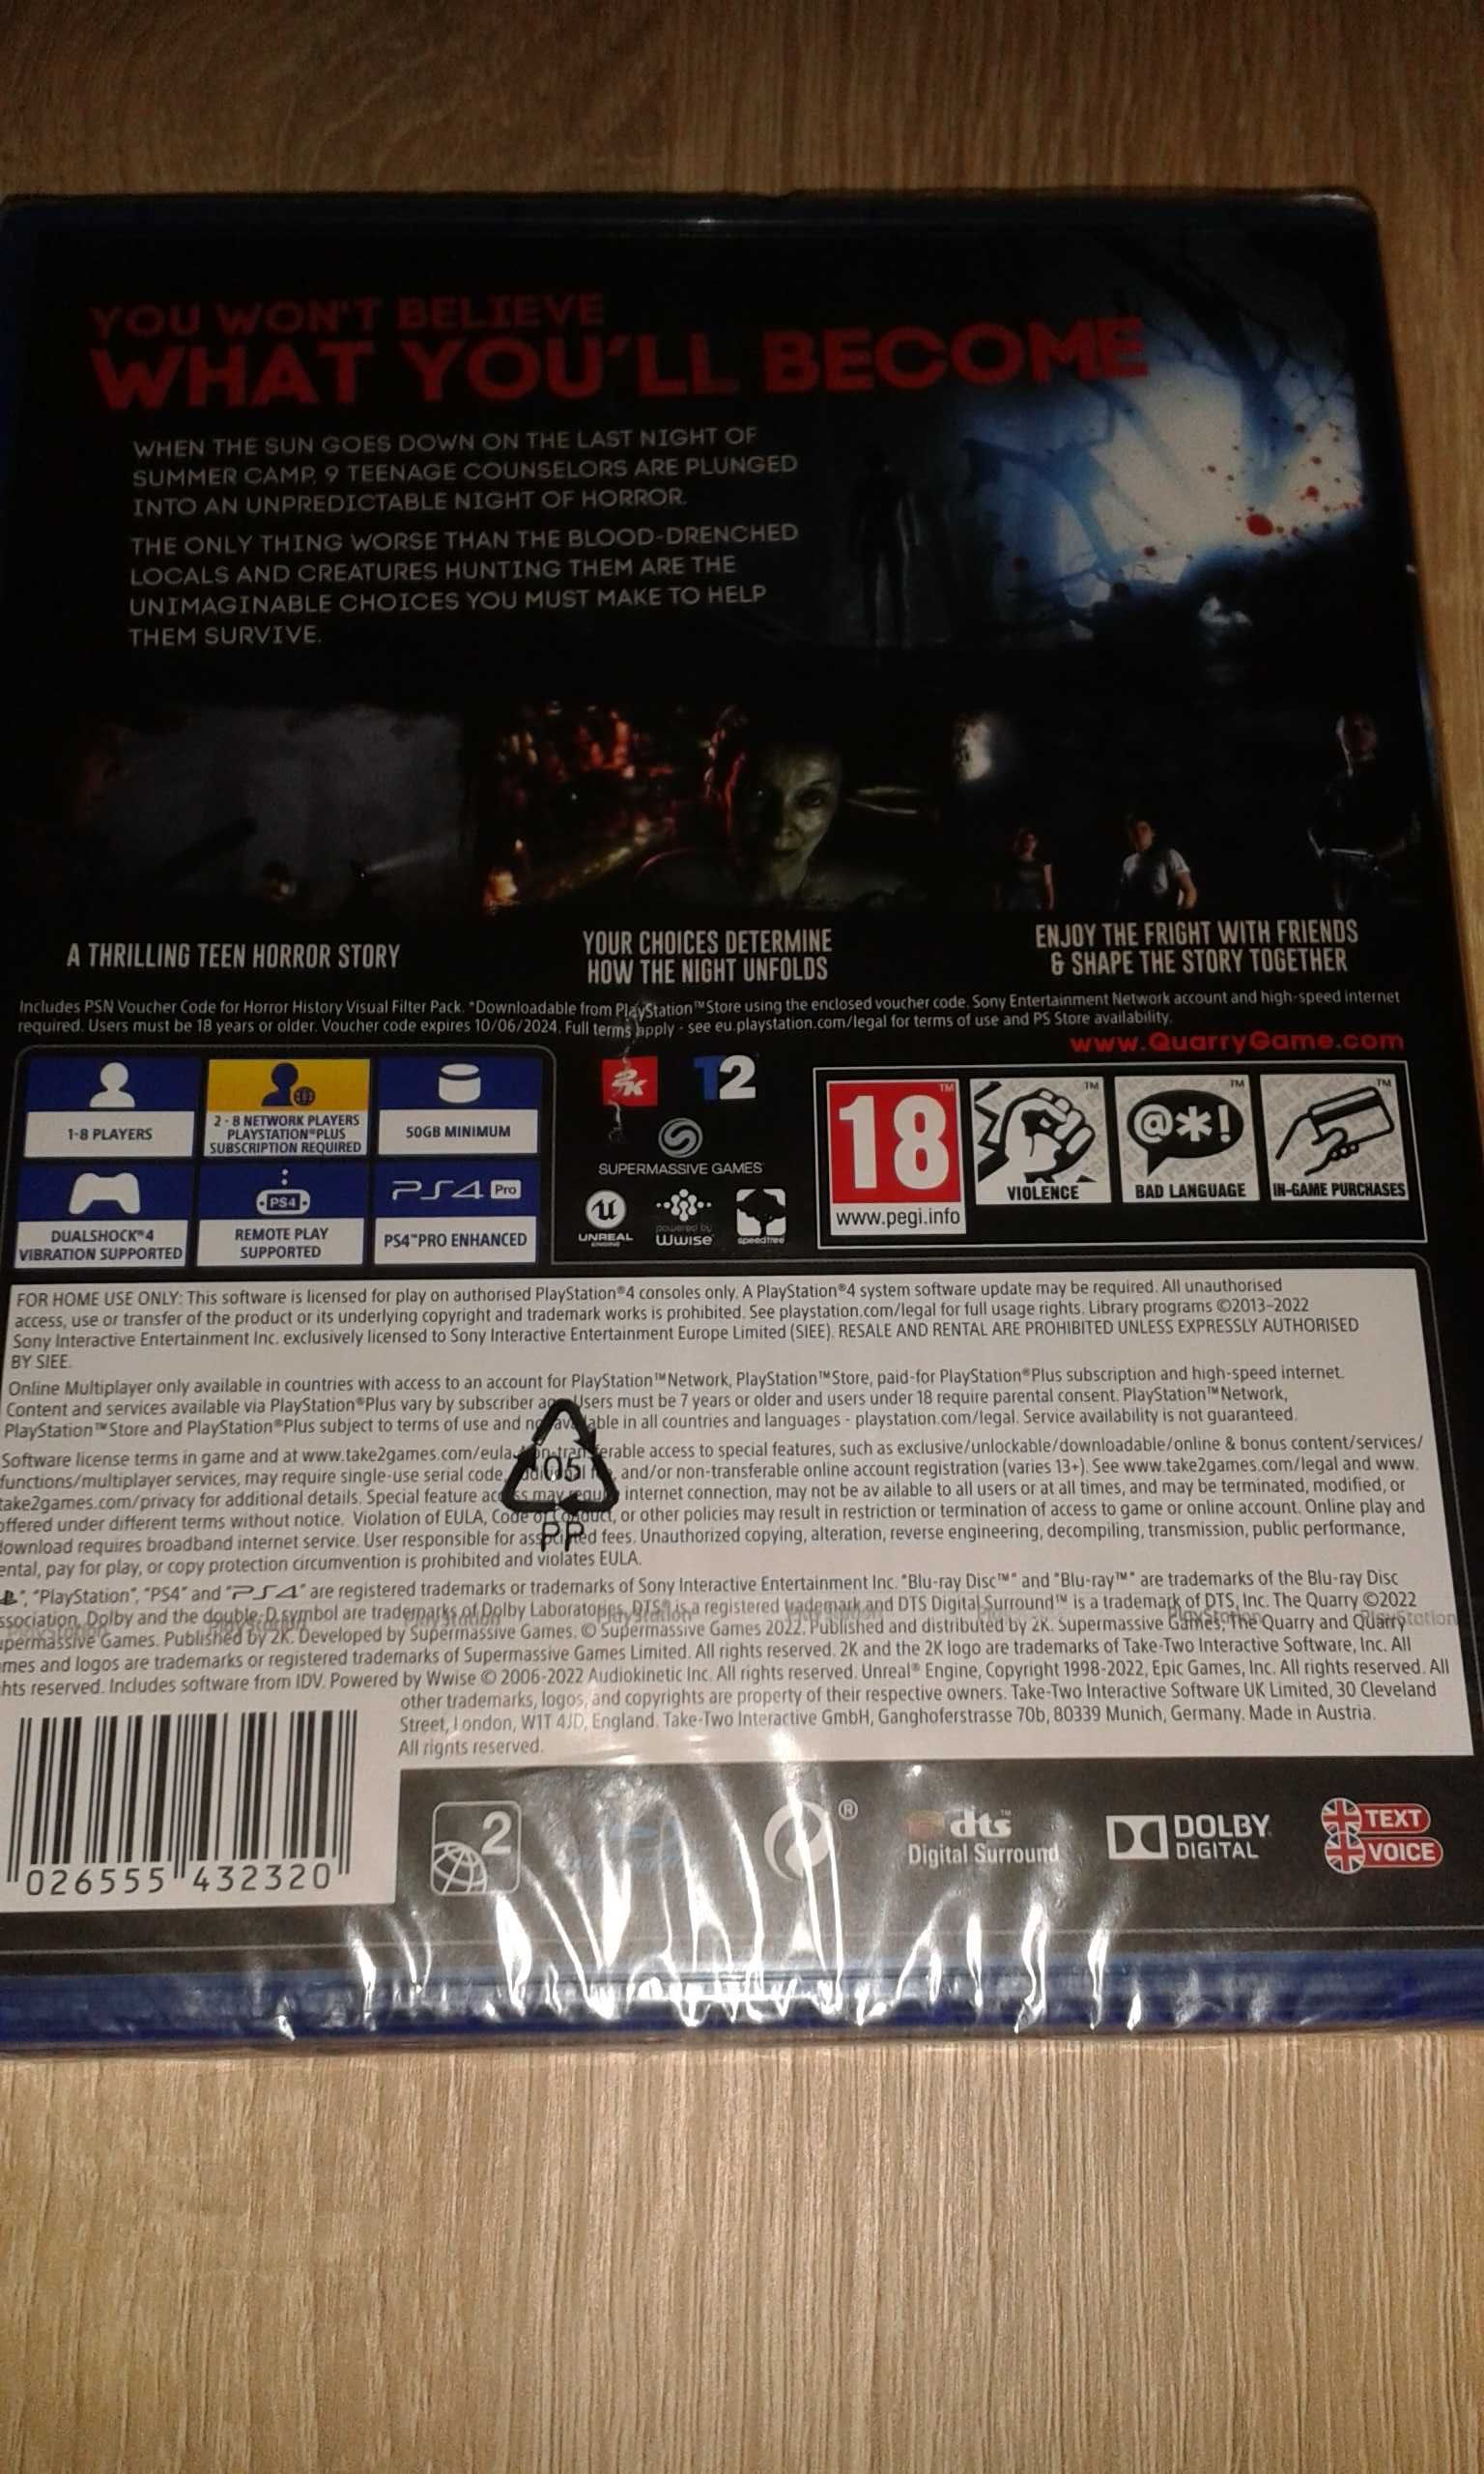 YOU WON'T BELIEVE
WHAT YOU'LL BECOME
WHEN THE SUN GOES DOWN ON THE LAST NIGHT OF
SUMMER CAMP, 9 TEENAGE COUNSELORS ARE PLUNGED
INTO AN UNPREDICTABLE NIGHT OF HORROR.
THE ONLY THING WORSE THAN THE BLOOD-DRENCHED
LOCALS AND CREATURES HUNTING THEM ARE THE
UNIMAGINABLE CHOICES YOU MUST MAKE TO HELP
THEM SURVIVE.
A THRILLING TEEN HORROR STORY
YOUR CHOICES DETERMINE
HOW THE NIGHT UNFOLDS
ENJOY THE FRIGHT WITH FRIENDS
& SHAPE THE STORY TOGETHER
Includes PSN Voucher Code for Horror History Visual Filter Pack. *Downloadable from PlayStation™Store using the enclosed voucher code. Sony Entertainment Network account and high-speed internet
required. Users must be 18 years or older. Voucher code expires 10/06/2024. Full terms apply - see eu.playstation.com/legal for terms of use and PS Store availability.
www.QuarryGame.com
1-8 PLAYERS
2 - 8 NETWORK PLAYERS
PLAYSTATION®PLUS
SUBSCRIPTION REQUIRED
50GB MINIMUM
DUALSHOCK®4
VIBRATION SUPPORTED
PS4
REMOTE PLAY
SUPPORTED
PS4 Pro
PS4™PRO ENHANCED
2K
T2
SUPERMASSIVE GAMES
UNREAL
ENGINE
powered by
Wwise
speedtree
18
www.pegi.info
VIOLENCE
@*!
BAD LANGUAGE
IN-GAME PURCHASES
FOR HOME USE ONLY: This software is licensed for play on authorised PlayStation®4 consoles only. A PlayStation®4 system software update may be required. All unauthorised
access, use or transfer of the product or its underlying copyright and trademark works is prohibited. See playstation.com/legal for full usage rights. Library programs ©2013-2022
Sony Interactive Entertainment Inc. exclusively licensed to Sony Interactive Entertainment Europe Limited (SIEE). RESALE AND RENTAL ARE PROHIBITED UNLESS EXPRESSLY AUTHORISED
BY SIEE.
Online Multiplayer only available in countries with access to an account for PlayStation™Network, PlayStation™Store, paid-for PlayStation®Plus subscription and high-speed internet.
Content and services available via PlayStation®Plus vary by subscriber age. Users must be 7 years or older and users under 18 require parental consent. PlayStation™Network,
PlayStation™Store and PlayStation®Plus subject to terms of use and not available in all countries and languages - playstation.com/legal. Service availability is not guaranteed.
Software license terms in game and at www.take2games.com/eula. Non-transferable access to special features, such as exclusive/unlockable/downloadable/online & bonus content/services/
functions/multiplayer services, may require single-use serial code, additional fee, and/or non-transferable online account registration (varies 13+). See www.take2games.com/legal and www.
take2games.com/privacy for additional details. Special feature access may require internet connection, may not be av ailable to all users or at all times, and may be terminated, modified, or
offered under different terms without notice. Violation of EULA, Code of Conduct, or other policies may result in restriction or termination of access to game or online account. Online play and
download requires broadband internet service. User responsible for associated fees. Unauthorized copying, alteration, reverse engineering, decompiling, transmission, public performance,
ental, pay for play, or copy protection circumvention is prohibited and violates EULA.
05
PP
", "PlayStation", "PS4" and "PS4" are registered trademarks or trademarks of Sony Interactive Entertainment Inc. "Blu-ray Disc™" and "Blu-ray™" are trademarks of the Blu-ray Disc
ssociation. Dolby and the double-D symbol are trademarks of Dolby Laboratories. DTS® is a registered trademark and DTS Digital Surround™ is a trademark of DTS, Inc. The Quarry ©2022
upermassive Games. Published by 2K. Developed by Supermassive Games. © Supermassive Games 2022. Published and distributed by 2K. Supermassive Games, The Quarry and Quarry
mes and logos are trademarks or registered trademarks of Supermassive Games Limited. All rights reserved. 2K and the 2K logo are trademarks of Take-Two Interactive Software, Inc. All
hts reserved. Includes software from IDV. Powered by Wwise © 2006-2022 Audiokinetic Inc. All rights reserved. Unreal® Engine, Copyright 1998-2022, Epic Games, Inc. All rights reserved. All
other trademarks, logos, and copyrights are property of their respective owners. Take-Two Interactive Software UK Limited, 30 Cleveland
Street, London, W1T 4JD, England. Take-Two Interactive GmbH, Ganghoferstrasse 70b, 80339 Munich, Germany. Made in Austria.
All rights reserved.
026555 432320
2
®
dts
Digital Surround
DOLBY
DIGITAL
TEXT
VOICE